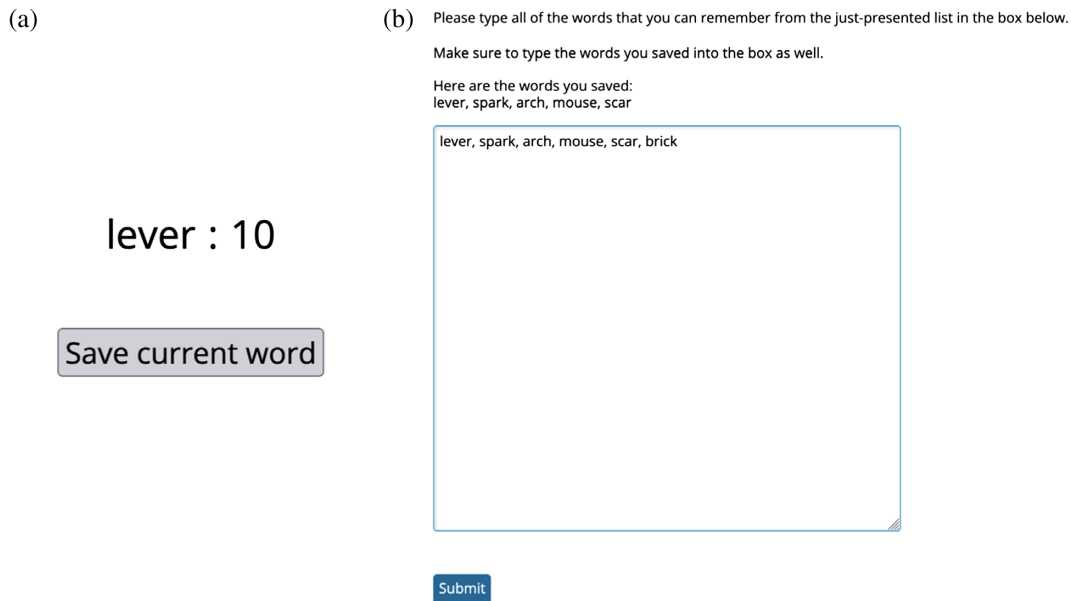 (a)
lever : 10
Save current word
(b)
Please type all of the words that you can remember from the just-presented list in the box below.
Make sure to type the words you saved into the box as well.
Here are the words you saved:
lever, spark, arch, mouse, scar
lever, spark, arch, mouse, scar, brick
Submit